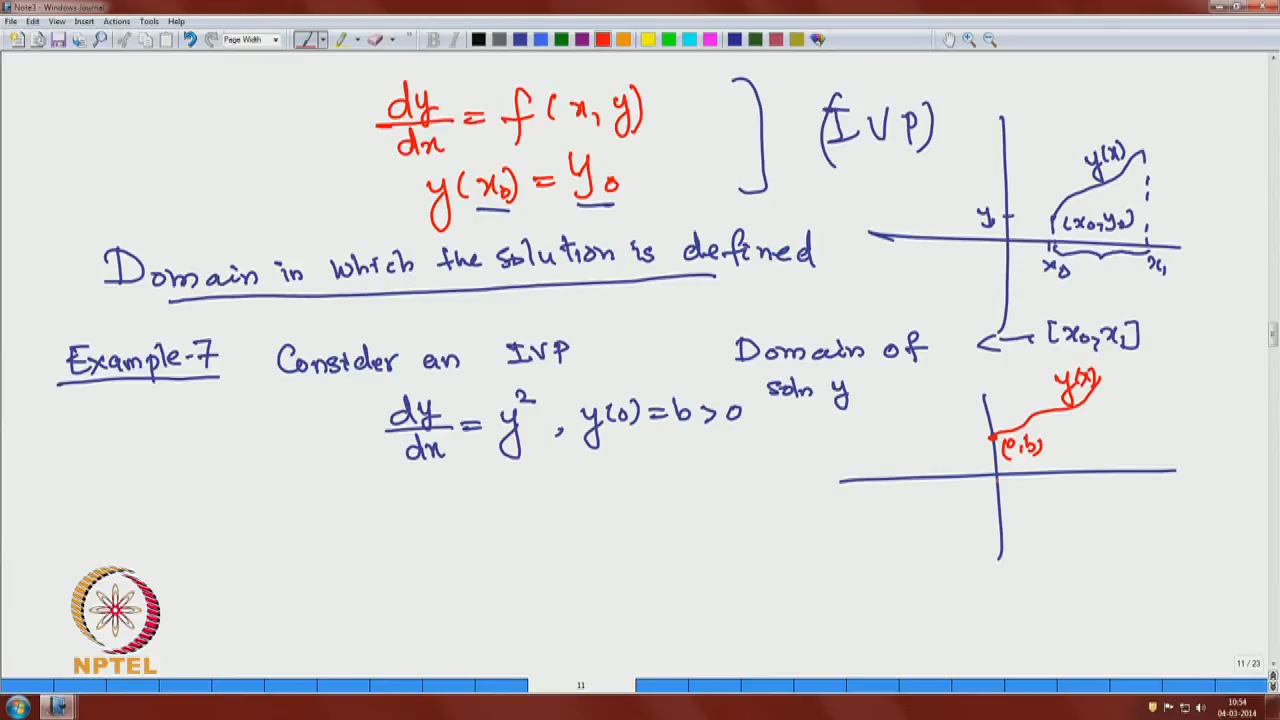 Note3 - Windows Journal
File Edit View Insert Actions Tools Help
Page Width
dy/dx = f(x, y)
y(x₀) = y₀
(IVP)
y(x)
y₀
(x₀, y₀)
x₀
x₁
Domain in which the solution is defined
[x₀, x₁]
Example-7 Consider an IVP
Domain of
soln y
dy/dx = y², y(0) = b > 0
y(x)
(0, b)
NPTEL
11 / 23
11
10:54
04-03-2014